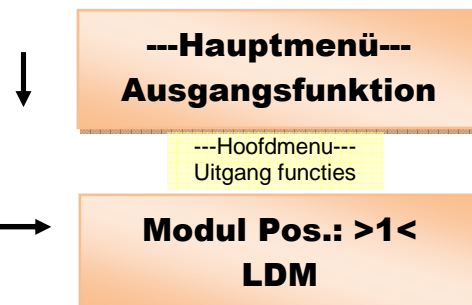 ---Hauptmenü---
Ausgangsfunktion
---Hoofdmenu---
Uitgang functies
Modul Pos.: >1<
LDM